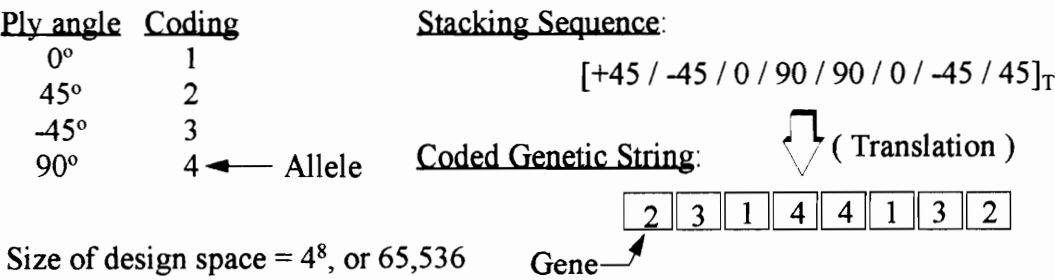 Ply angle Coding
0° 1
45° 2
-45° 3
90° 4 Allele
Stacking Sequence:
[+45 / -45 / 0 / 90 / 90 / 0 / -45 / 45]T
( Translation )
Coded Genetic String:
2 3 1 4 4 1 3 2
Gene
Size of design space = 4⁸, or 65,536